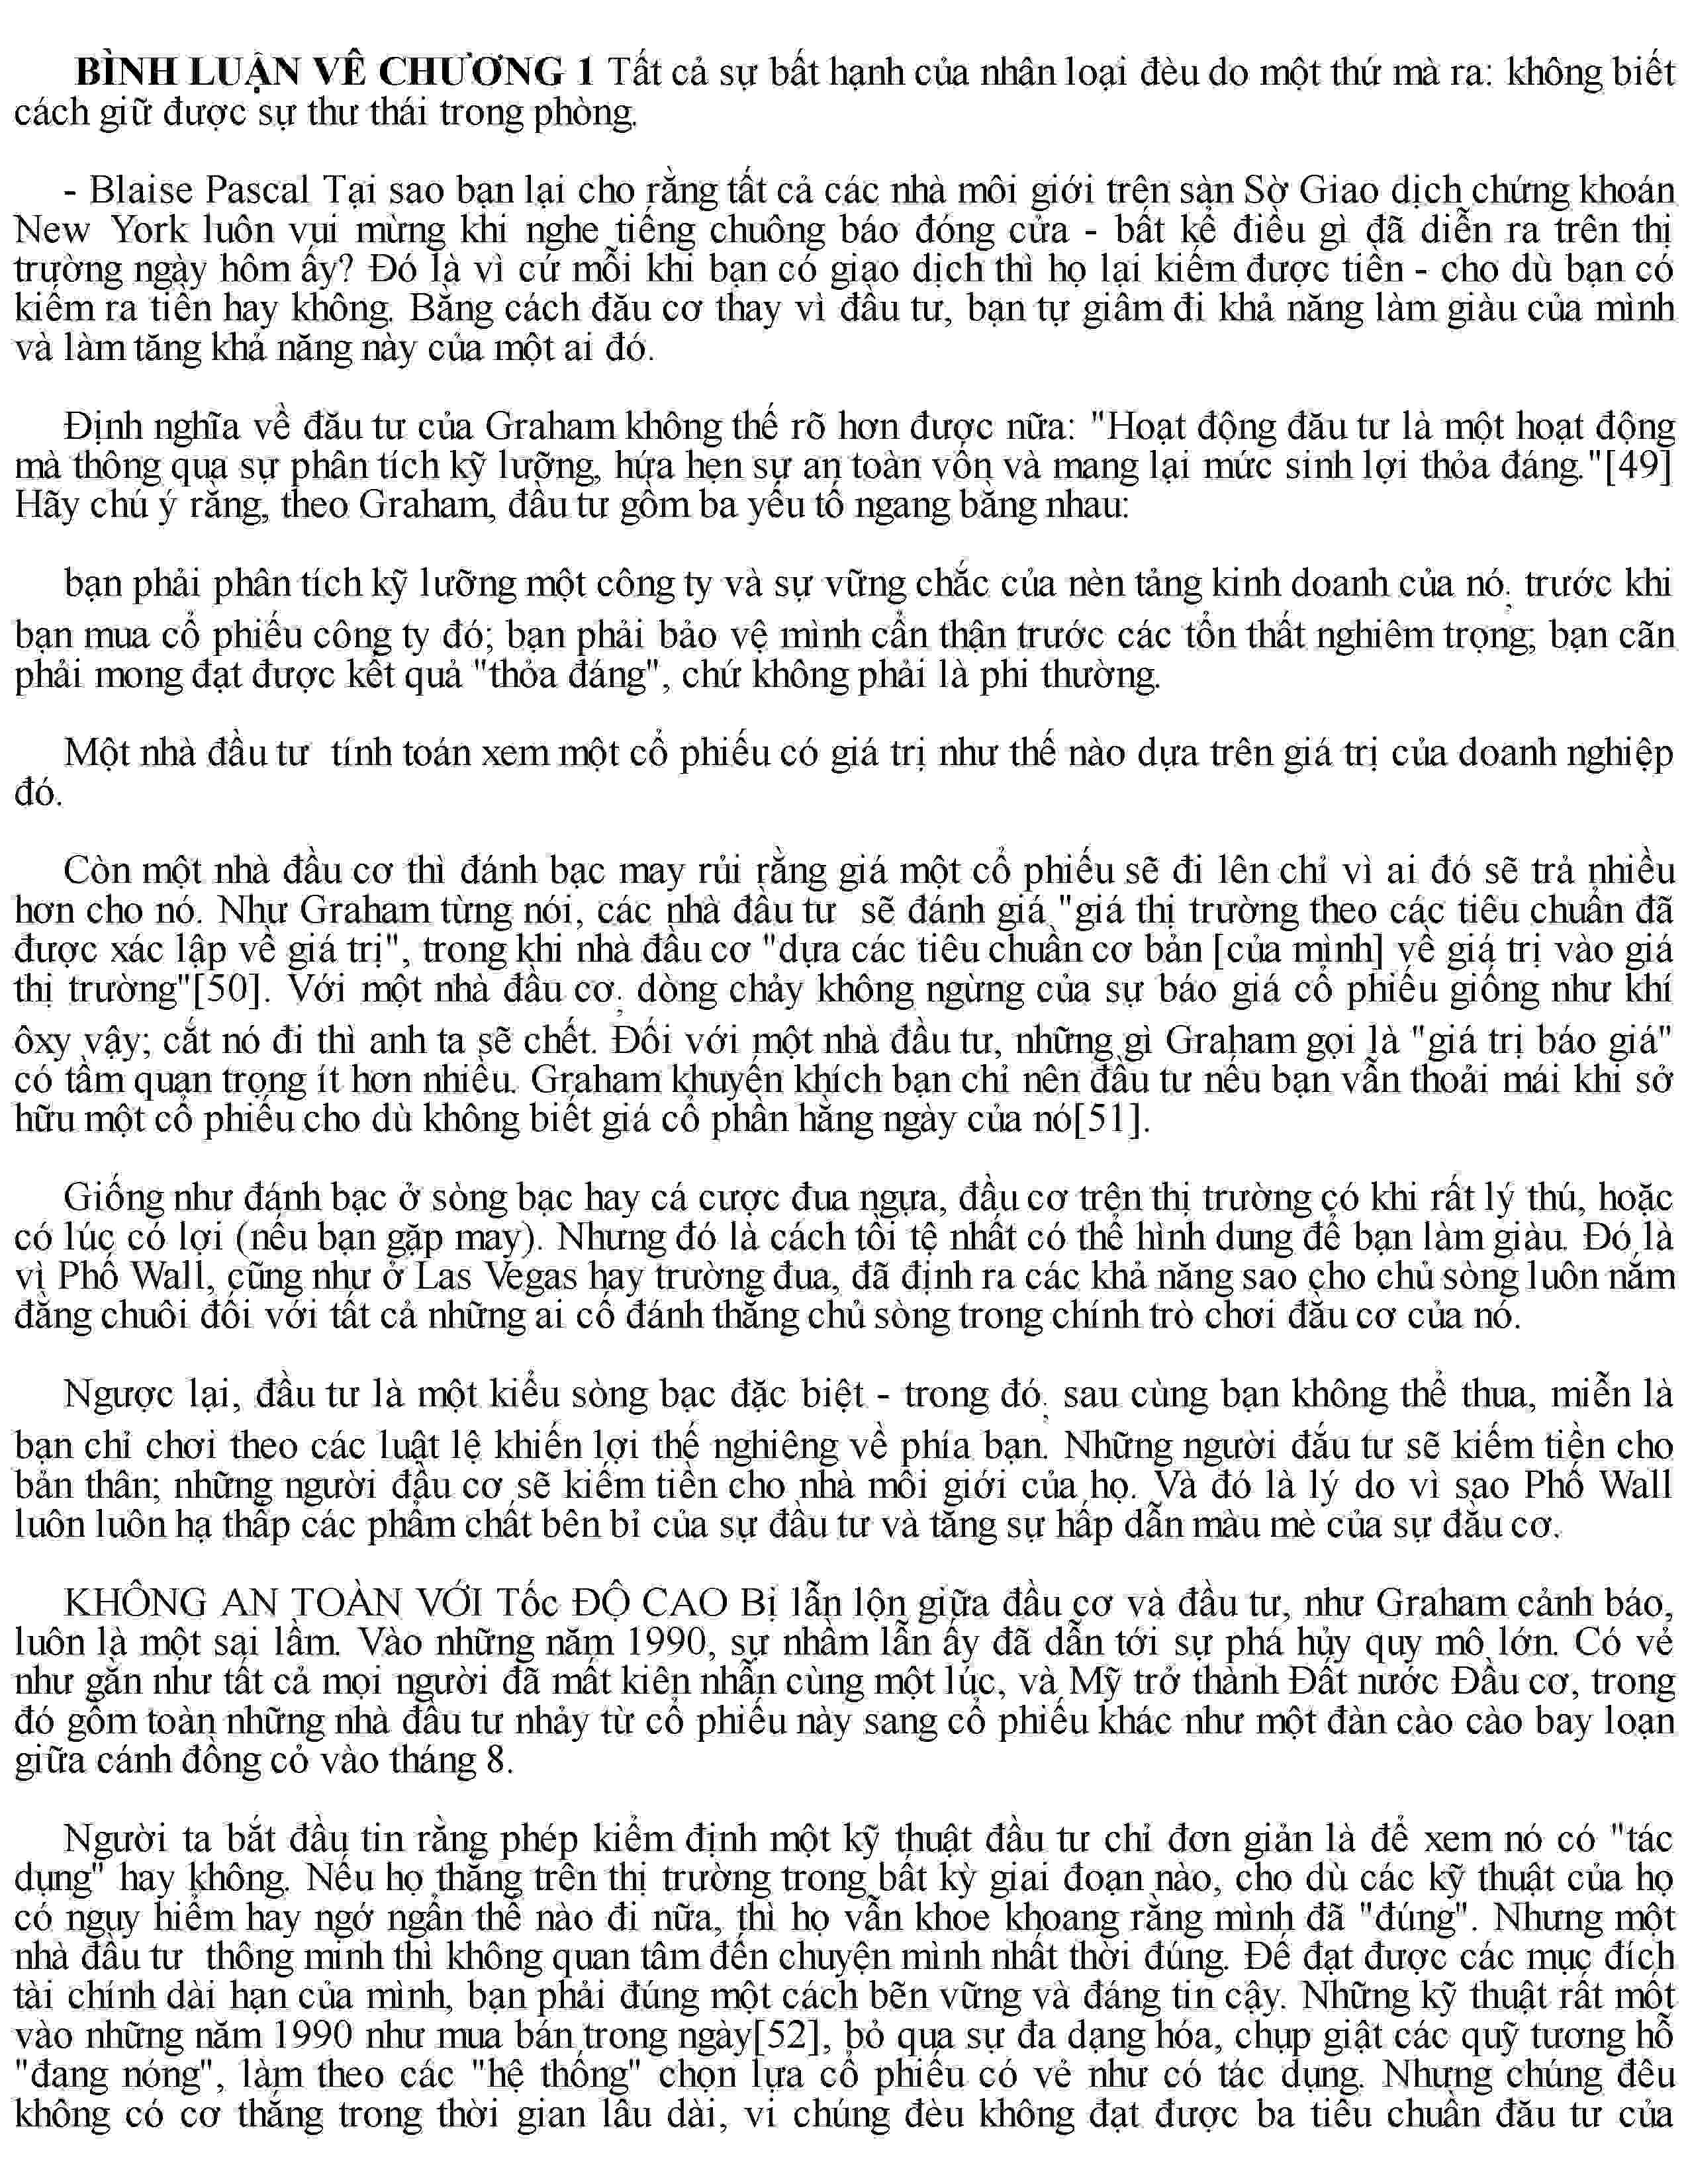 BÌNH LUẬN VÊ CHƯƠNG 1 Tất cả sự bất hạnh của nhân loại đèu do một thứ mà ra: không biết
cách giữ được sự thư thái trong phòng.
- Blaise Pascal Tại sao bạn lại cho rằng tất cả các nhà môi giới trên sàn Sở Giao dịch chứng khoán
New York luôn vui mừng khi nghe tiếng chuông báo đóng cửa - bất kể điều gì đã diễn ra trên thị
trường ngày hôm ấy? Đó là vì cứ mỗi khi bạn có giao dịch thì họ lại kiếm được tiền - cho dù bạn có
kiếm ra tiền hay không. Bằng cách đău cơ thay vì đầu tư, bạn tự giâm đi khả năng làm giàu của mình
và làm tăng khả năng này của một ai đó.
Định nghĩa về đău tư của Graham không thể rõ hơn được nữa: "Hoạt động đău tư là một hoạt động
mà thông qua sự phân tích kỹ lưỡng, hứa hẹn sự an toàn vốn và mang lại mức sinh lợi thỏa đáng."[49]
Hãy chú ý rằng, theo Graham, đầu tư gồm ba yếu tố ngang bằng nhau:
bạn phải phân tích kỹ lưỡng một công ty và sự vững chắc của nèn tảng kinh doanh của nó, trước khi
bạn mua cổ phiếu công ty đó; bạn phải bảo vệ mình cẩn thận trước các tổn thất nghiêm trọng; bạn cãn
phải mong đạt được kết quả "thỏa đáng", chứ không phải là phi thường.
Một nhà đầu tư tính toán xem một cổ phiếu có giá trị như thế nào dựa trên giá trị của doanh nghiệp
đó.
Còn một nhà đầu cơ thì đánh bạc may rủi rằng giá một cổ phiếu sẽ đi lên chỉ vì ai đó sẽ trả nhiều
hơn cho nó. Như Graham từng nói, các nhà đầu tư sẽ đánh giá "giá thị trường theo các tiêu chuẩn đã
được xác lập về giá trị", trong khi nhà đầu cơ "dựa các tiêu chuẩn cơ bản [của mình] về giá trị vào giá
thị trường"[50]. Với một nhà đầu cơ, dòng chảy không ngừng của sự báo giá cổ phiếu giống như khí
ôxy vậy; cắt nó đi thì anh ta sẽ chết. Đối với một nhà đầu tư, những gì Graham gọi là "giá trị báo giá"
có tầm quan trọng ít hơn nhiều. Graham khuyến khích bạn chỉ nên đầu tư nếu bạn vẫn thoải mái khi sở
hữu một cổ phiếu cho dù không biết giá cổ phần hằng ngày của nó[51].
Giống như đánh bạc ở sòng bạc hay cá cược đua ngựa, đầu cơ trên thị trường có khi rất lý thú, hoặc
có lúc có lợi (nếu bạn gặp may). Nhưng đó là cách tồi tệ nhất có thể hình dung để bạn làm giàu. Đó là
vì Phố Wall, cũng như ở Las Vegas hay trường đua, đã định ra các khả năng sao cho chủ sòng luôn nắm
đằng chuôi đối với tất cả những ai cố đánh thắng chủ sòng trong chính trò chơi đầu cơ của nó.
Ngược lại, đầu tư là một kiểu sòng bạc đặc biệt - trong đó, sau cùng bạn không thể thua, miễn là
bạn chỉ chơi theo các luật lệ khiến lợi thế nghiêng về phía bạn. Những người đầu tư sẽ kiếm tiền cho
bản thân; những người đầu cơ sẽ kiếm tiền cho nhà môi giới của họ. Và đó là lý do vì sao Phố Wall
luôn luôn hạ thấp các phẩm chất bên bỉ của sự đầu tư và tăng sự hấp dẫn màu mè của sự đầu cơ.
KHÔNG AN TOÀN VỚI Tốc ĐỘ CAO Bị lẫn lộn giữa đầu cơ và đầu tư, như Graham cảnh báo,
luôn là một sai lầm. Vào những năm 1990, sự nhầm lẫn ấy đã dẫn tới sự phá hủy quy mô lớn. Có vẻ
như gần như tất cả mọi người đã mất kiên nhẫn cùng một lúc, và Mỹ trở thành Đất nước Đầu cơ, trong
đó gồm toàn những nhà đầu tư nhảy từ cổ phiếu này sang cổ phiếu khác như một đàn cào cào bay loạn
giữa cánh đồng cỏ vào tháng 8.
Người ta bắt đầu tin rằng phép kiểm định một kỹ thuật đầu tư chỉ đơn giản là để xem nó có "tác
dụng" hay không. Nếu họ thắng trên thị trường trong bất kỳ giai đoạn nào, cho dù các kỹ thuật của họ
có nguy hiểm hay ngớ ngẩn thế nào đi nữa, thì họ vẫn khoe khoang rằng mình đã "đúng". Nhưng một
nhà đầu tư thông minh thì không quan tâm đến chuyện mình nhất thời đúng. Để đạt được các mục đích
tài chính dài hạn của mình, bạn phải đúng một cách bẽn vững và đáng tin cậy. Những kỹ thuật rất mốt
vào những năm 1990 như mua bán trong ngày[52], bỏ qua sự đa dạng hóa, chụp giật các quỹ tương hỗ
"đang nóng", làm theo các "hệ thống" chọn lựa cổ phiếu có vẻ như có tác dụng. Nhưng chúng đêu
không có cơ thắng trong thời gian lâu dài, vi chúng đèu không đạt được ba tiêu chuẩn đău tư của